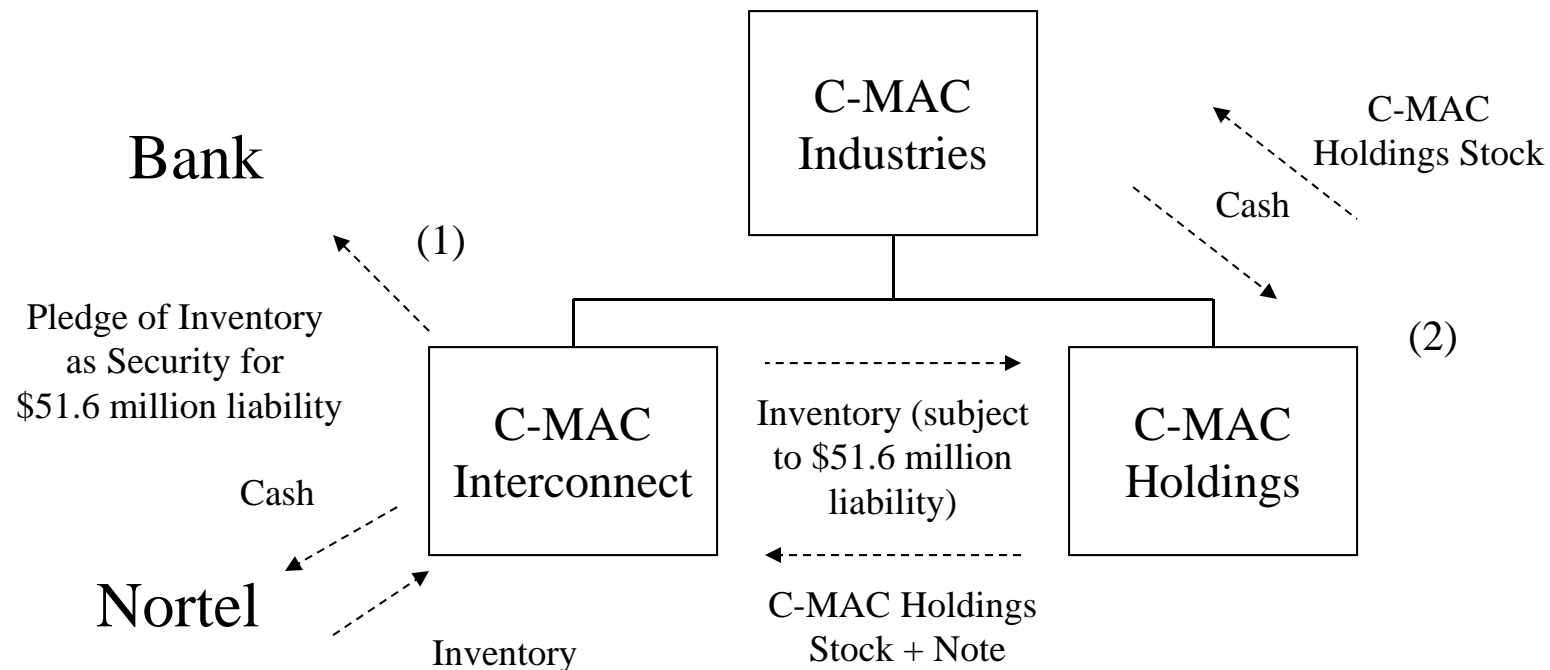 C-MAC
Industries
C-MAC
Holdings Stock
Cash
Bank
(1)
Pledge of Inventory
as Security for
$51.6 million liability
(2)
C-MAC
Interconnect
Inventory (subject
to $51.6 million
liability)
C-MAC
Holdings
Cash
Nortel
Inventory
C-MAC Holdings
Stock + Note